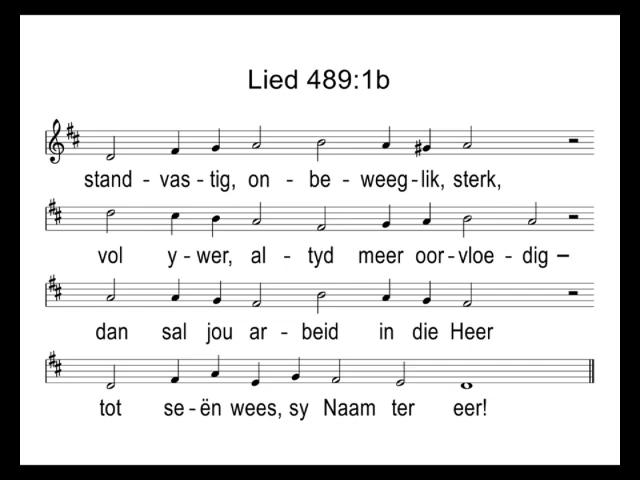 Lied 489:1b
stand - vas - tig, on - be - weeg - lik, sterk,
vol y - wer, al - tyd meer oor - vloe - dig –
dan sal jou ar - beid in die Heer
tot se - ën wees, sy Naam ter eer!